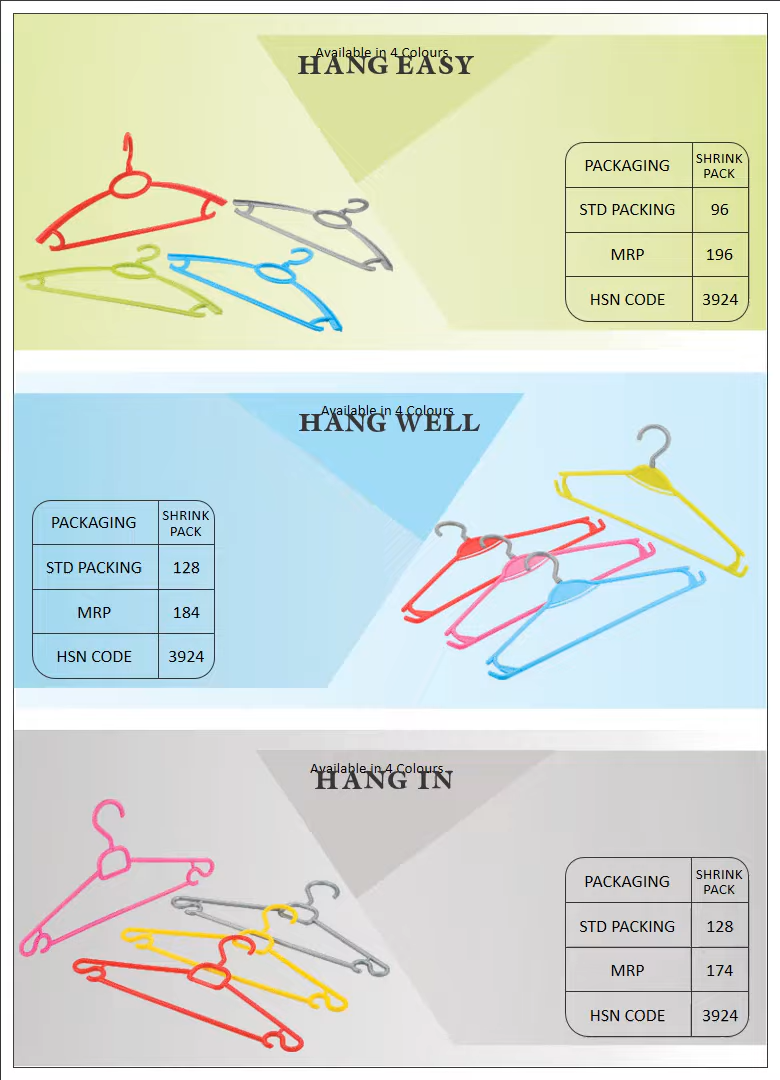 Available in 4 Colours
HANG EASY
PACKAGING SHRINK PACK
STD PACKING 96
MRP 196
HSN CODE 3924
Available in 4 Colours
HANG WELL
PACKAGING SHRINK PACK
STD PACKING 128
MRP 184
HSN CODE 3924
Available in 4 Colours
HANG IN
PACKAGING SHRINK PACK
STD PACKING 128
MRP 174
HSN CODE 3924